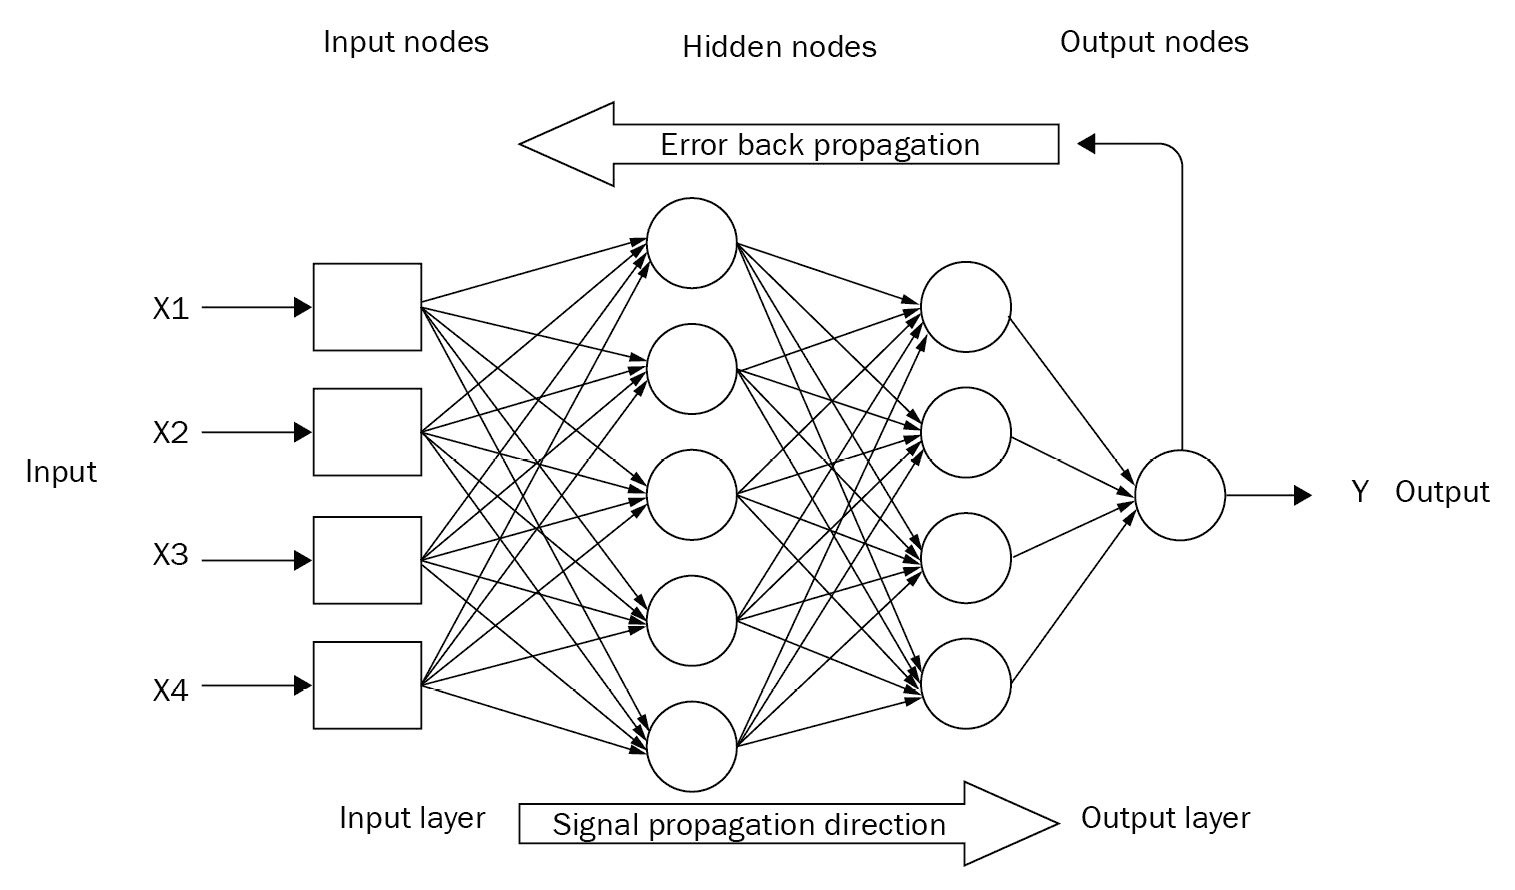 Input nodes
Hidden nodes
Output nodes
Error back propagation
X1
X2
Input
X3
X4
Y Output
Input layer
Signal propagation direction
Output layer